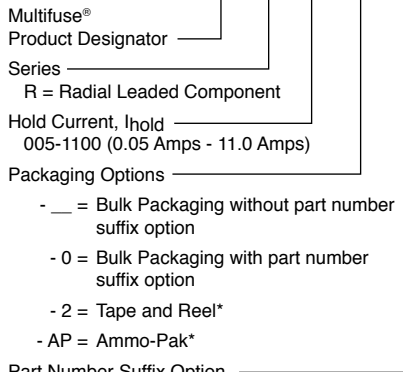 Multifuse®
Product Designator
Series
R = Radial Leaded Component
Hold Current, Ihold
005-1100 (0.05 Amps - 11.0 Amps)
Packaging Options
- __ = Bulk Packaging without part number
suffix option
- 0 = Bulk Packaging with part number
suffix option
- 2 = Tape and Reel*
- AP = Ammo-Pak*
Part Number Suffix Option